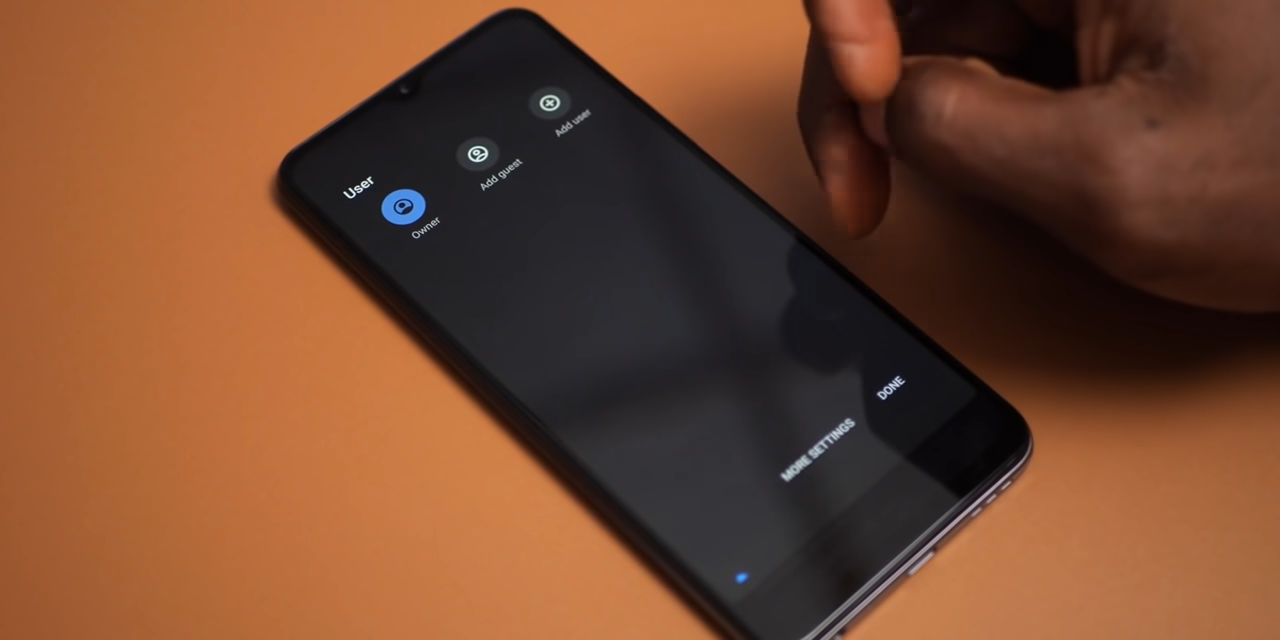 User
Owner
Add guest
Add user
MORE SETTINGS
DONE